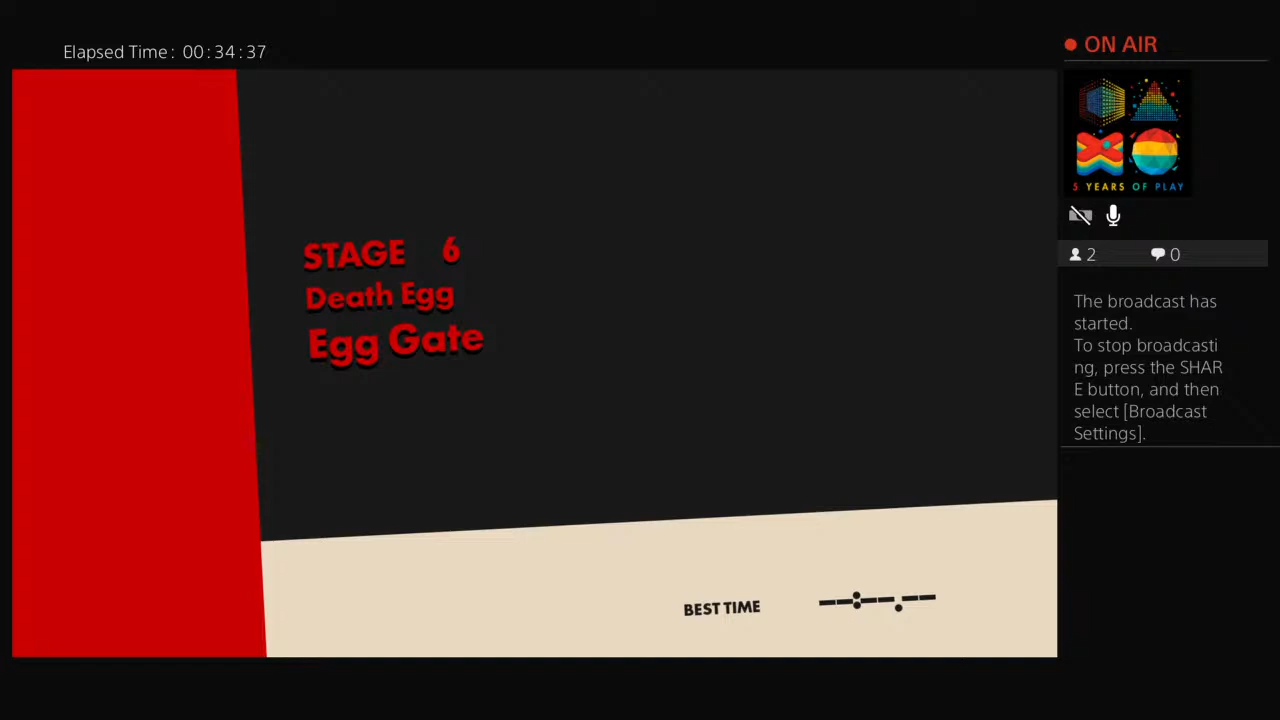 Elapsed Time: 00:34:37
ON AIR
5 YEARS OF PLAY
2 0
STAGE 6
Death Egg
Egg Gate
The broadcast has
started.
To stop broadcasti
ng, press the SHAR
E button, and then
select [Broadcast
Settings].
BEST TIME --:--.--